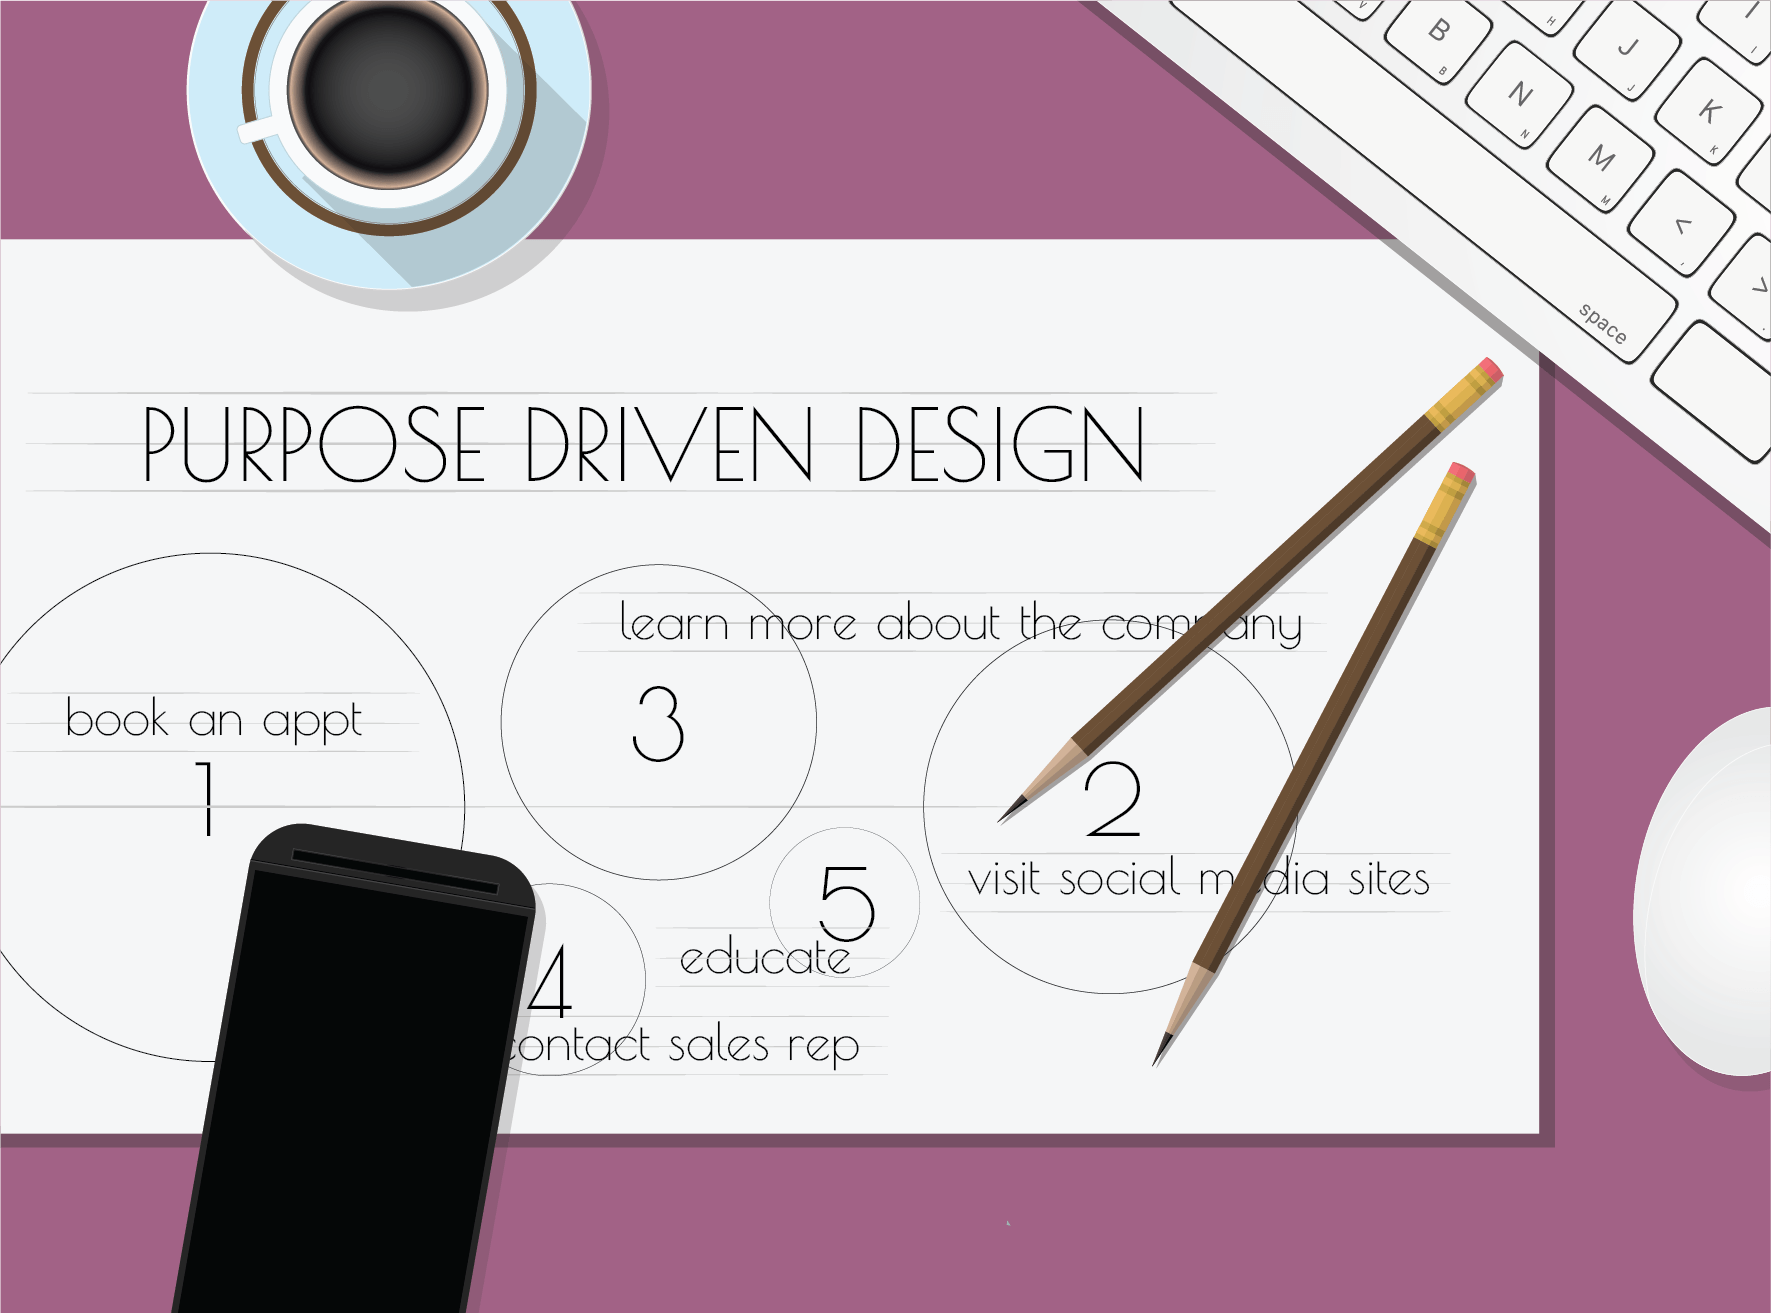 V
B
B
H
N
N
J
J
I
I
M
M
K
K
<
,
>
.
space
PURPOSE DRIVEN DESIGN
learn more about the company
book an appt
3
1
2
visit social media sites
5
educate
4
contact sales rep